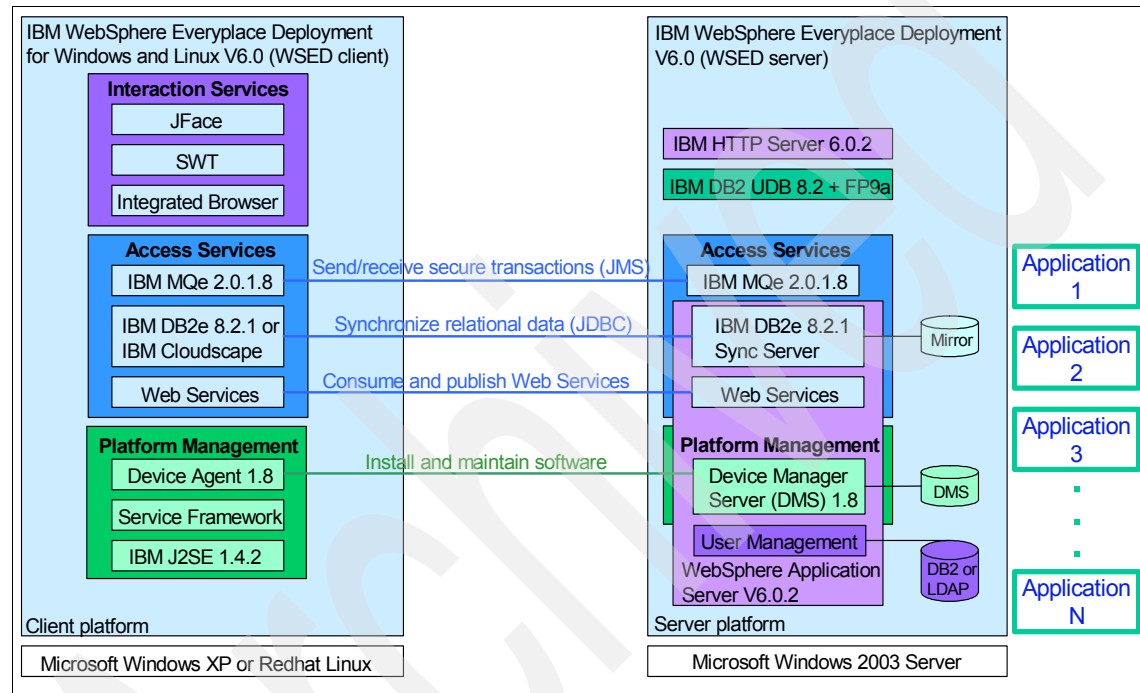 IBM WebSphere Everyplace Deployment
for Windows and Linux V6.0 (WSED client)
Interaction Services
JFace
SWT
Integrated Browser
Access Services
IBM MQe 2.0.1.8
IBM DB2e 8.2.1 or
IBM Cloudscape
Web Services
Platform Management
Device Agent 1.8
Service Framework
IBM J2SE 1.4.2
Client platform
Microsoft Windows XP or Redhat Linux
Send/receive secure transactions (JMS)
Synchronize relational data (JDBC)
Consume and publish Web Services
Install and maintain software
IBM WebSphere Everyplace Deployment
V6.0 (WSED server)
IBM HTTP Server 6.0.2
IBM DB2 UDB 8.2 + FP9a
Access Services
IBM MQe 2.0.1.8
IBM DB2e 8.2.1
Sync Server
Web Services
Platform Management
Device Manager
Server (DMS) 1.8
User Management
WebSphere Application
Server V6.0.2
Server platform
Microsoft Windows 2003 Server
Mirror
DMS
DB2 or
LDAP
Application
1
Application
2
Application
3
Application
N
Archived